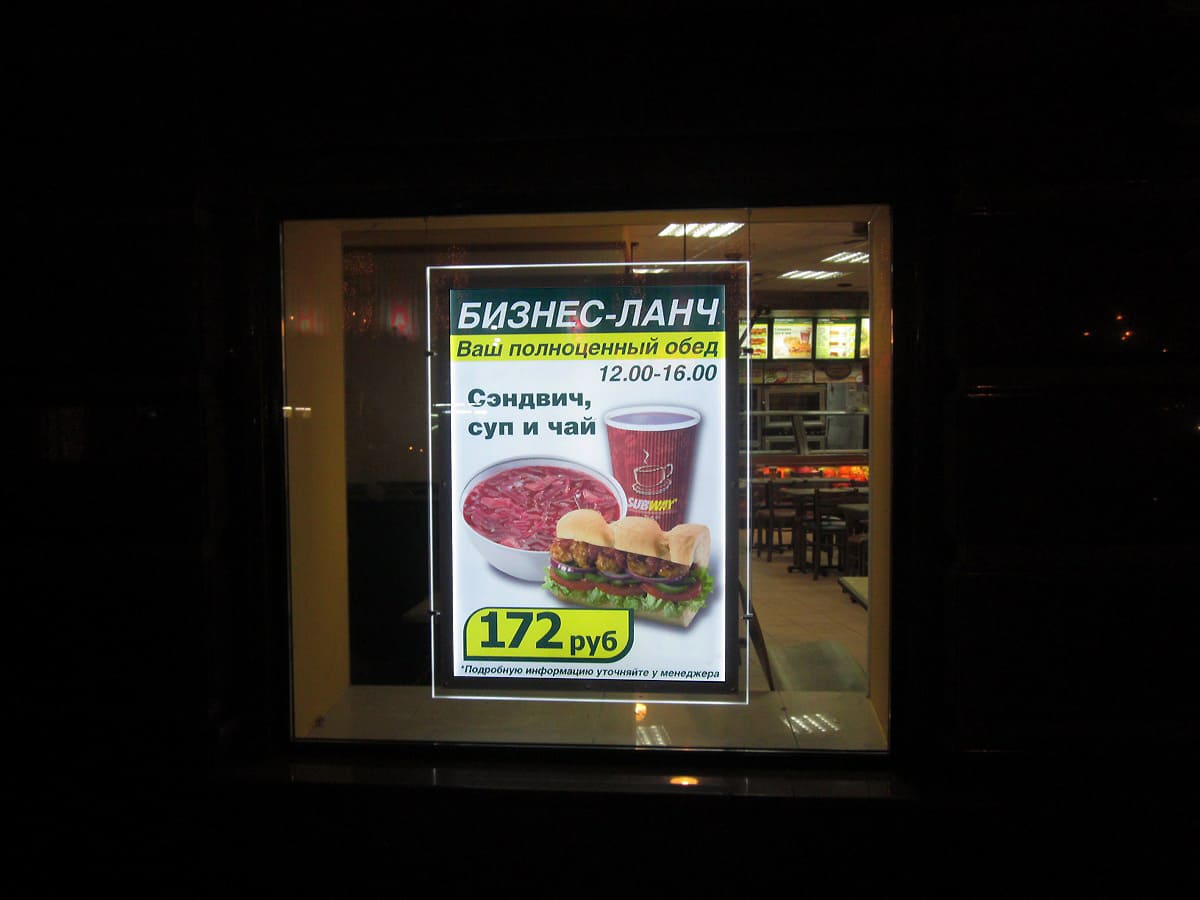 БИЗНЕС-ЛАНЧ
Ваш полноценный обед
12.00-16.00
Сэндвич,
суп и чай
SUBWAY
172 руб
*Подробную информацию уточняйте у менеджера